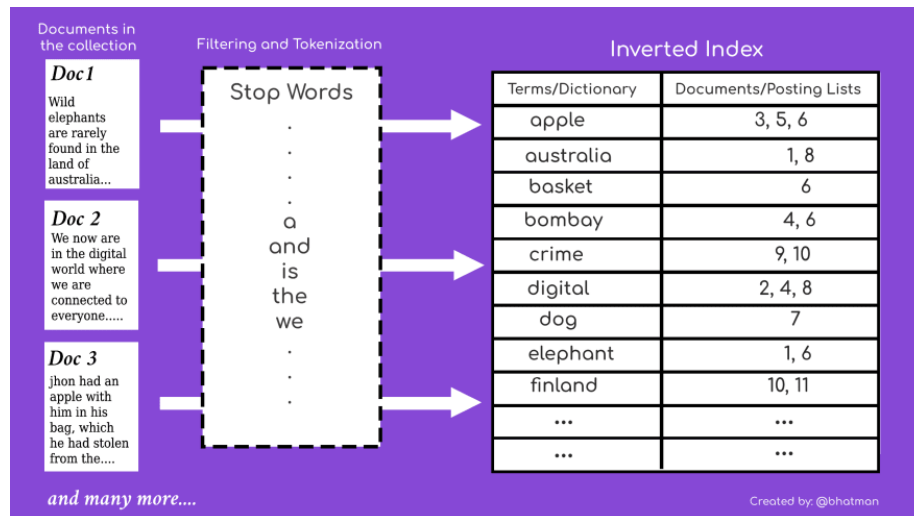 Documents in
the collection
Doc1
Wild
elephants
are rarely
found in the
land of
australia...
Doc 2
We now are
in the digital
world where
we are
connected to
everyone.....
Doc 3
jhon had an
apple with
him in his
bag, which
he had stolen
from the....
and many more....
Filtering and Tokenization
Stop Words
.
.
.
.
a
and
is
the
we
.
.
.
Inverted Index
Terms/Dictionary Documents/Posting Lists
apple 3, 5, 6
australia 1, 8
basket 6
bombay 4, 6
crime 9, 10
digital 2, 4, 8
dog 7
elephant 1, 6
finland 10, 11
... ...
... ...
Created by: @bhatman